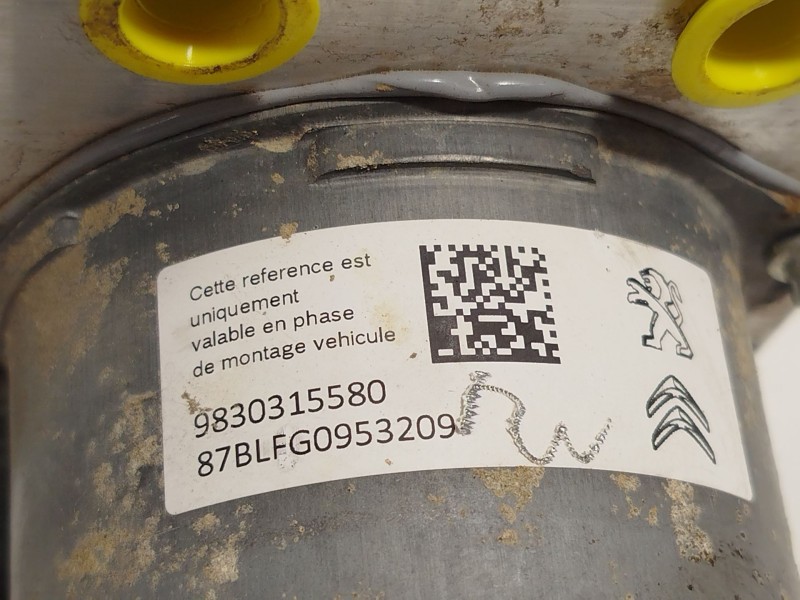 Cette reference est
uniquement
valable en phase
de montage vehicule
9830315580
87BLFG0953209